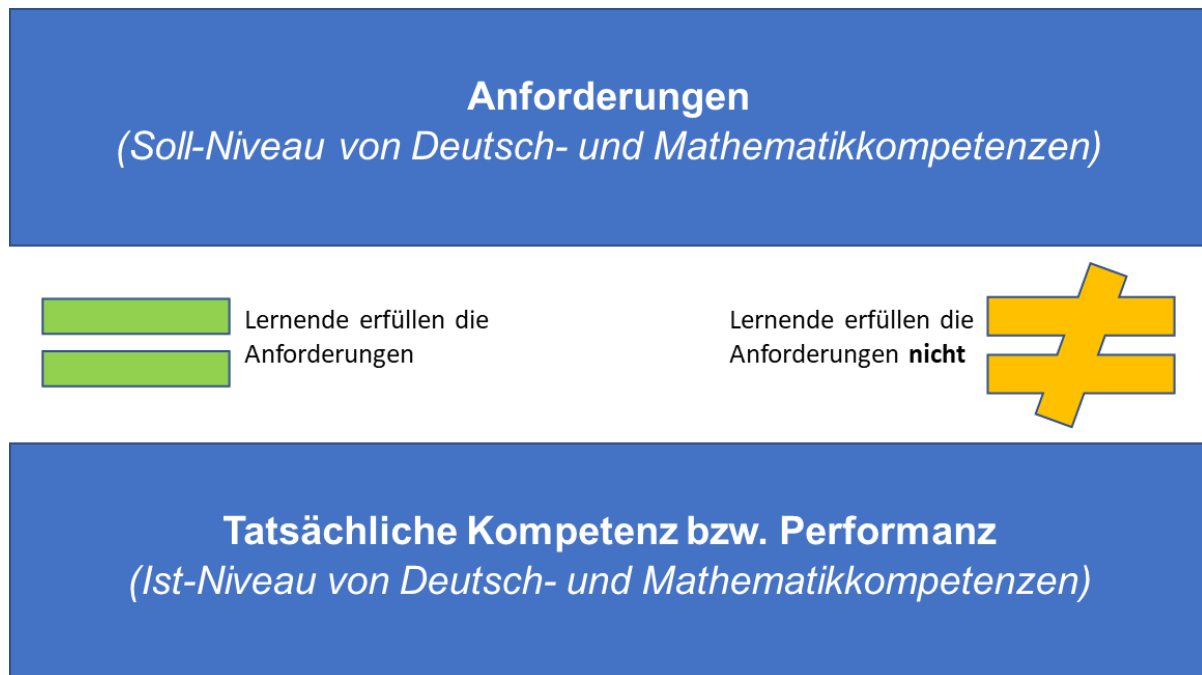 Anforderungen
(Soll-Niveau von Deutsch- und Mathematikkompetenzen)
Lernende erfüllen die
Anforderungen
Lernende erfüllen die
Anforderungen nicht
Tatsächliche Kompetenz bzw. Performanz
(Ist-Niveau von Deutsch- und Mathematikkompetenzen)